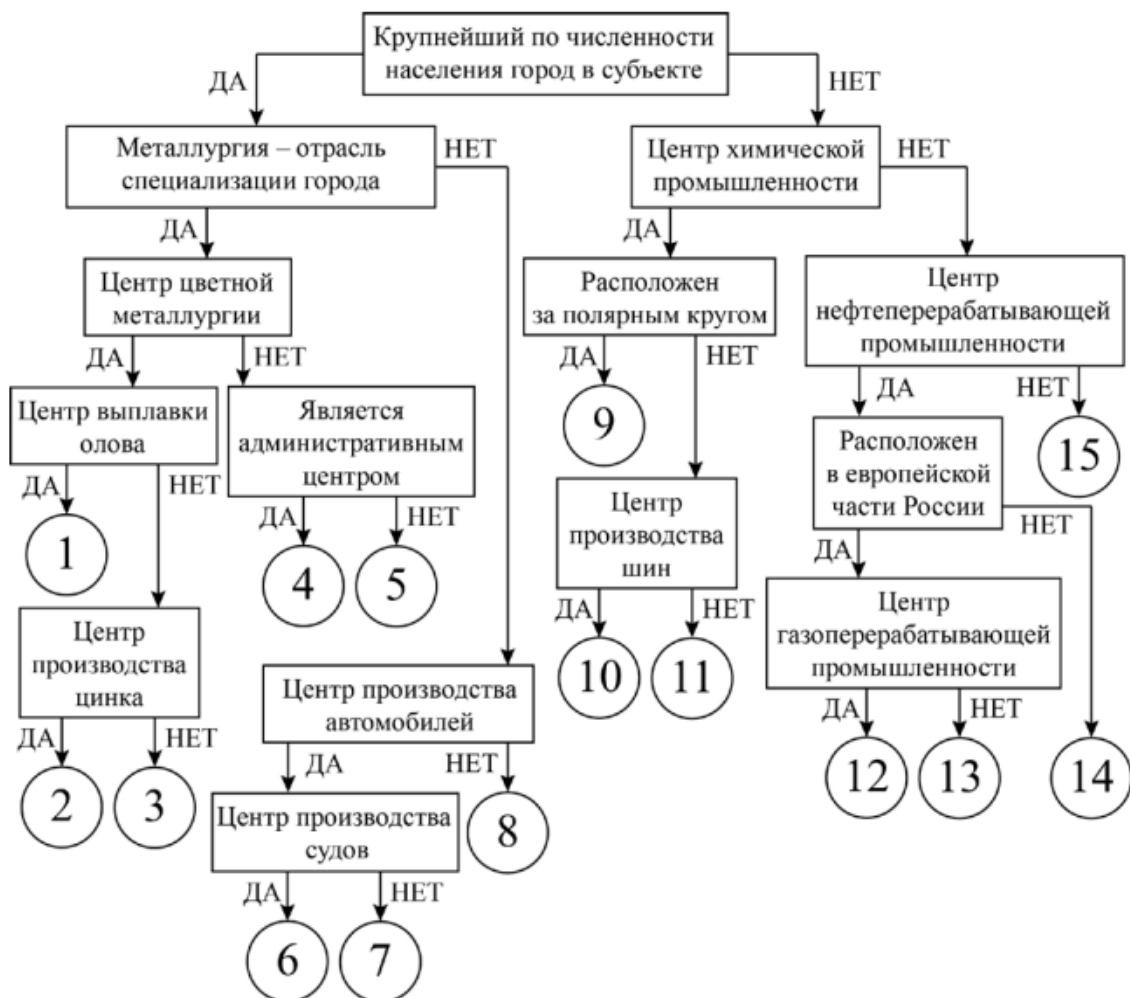 Крупнейший по численности
населения город в субъекте
ДА
НЕТ
Металлургия – отрасль
специализации города
НЕТ
Центр химической
промышленности
НЕТ
ДА
ДА
Центр цветной
металлургии
Расположен
за полярным кругом
Центр
нефтеперерабатывающей
промышленности
ДА
НЕТ
ДА
НЕТ
ДА
НЕТ
Центр выплавки
олова
Является
административным
центром
9
Расположен
в европейской
части России
15
ДА
НЕТ
ДА
НЕТ
Центр
производства
шин
ДА
НЕТ
1
4
5
ДА
НЕТ
Центр
производства
цинка
Центр
газоперерабатывающей
промышленности
10
11
Центр производства
автомобилей
ДА
НЕТ
ДА
НЕТ
ДА
НЕТ
2
3
12
13
14
Центр производства
судов
8
ДА
НЕТ
6
7